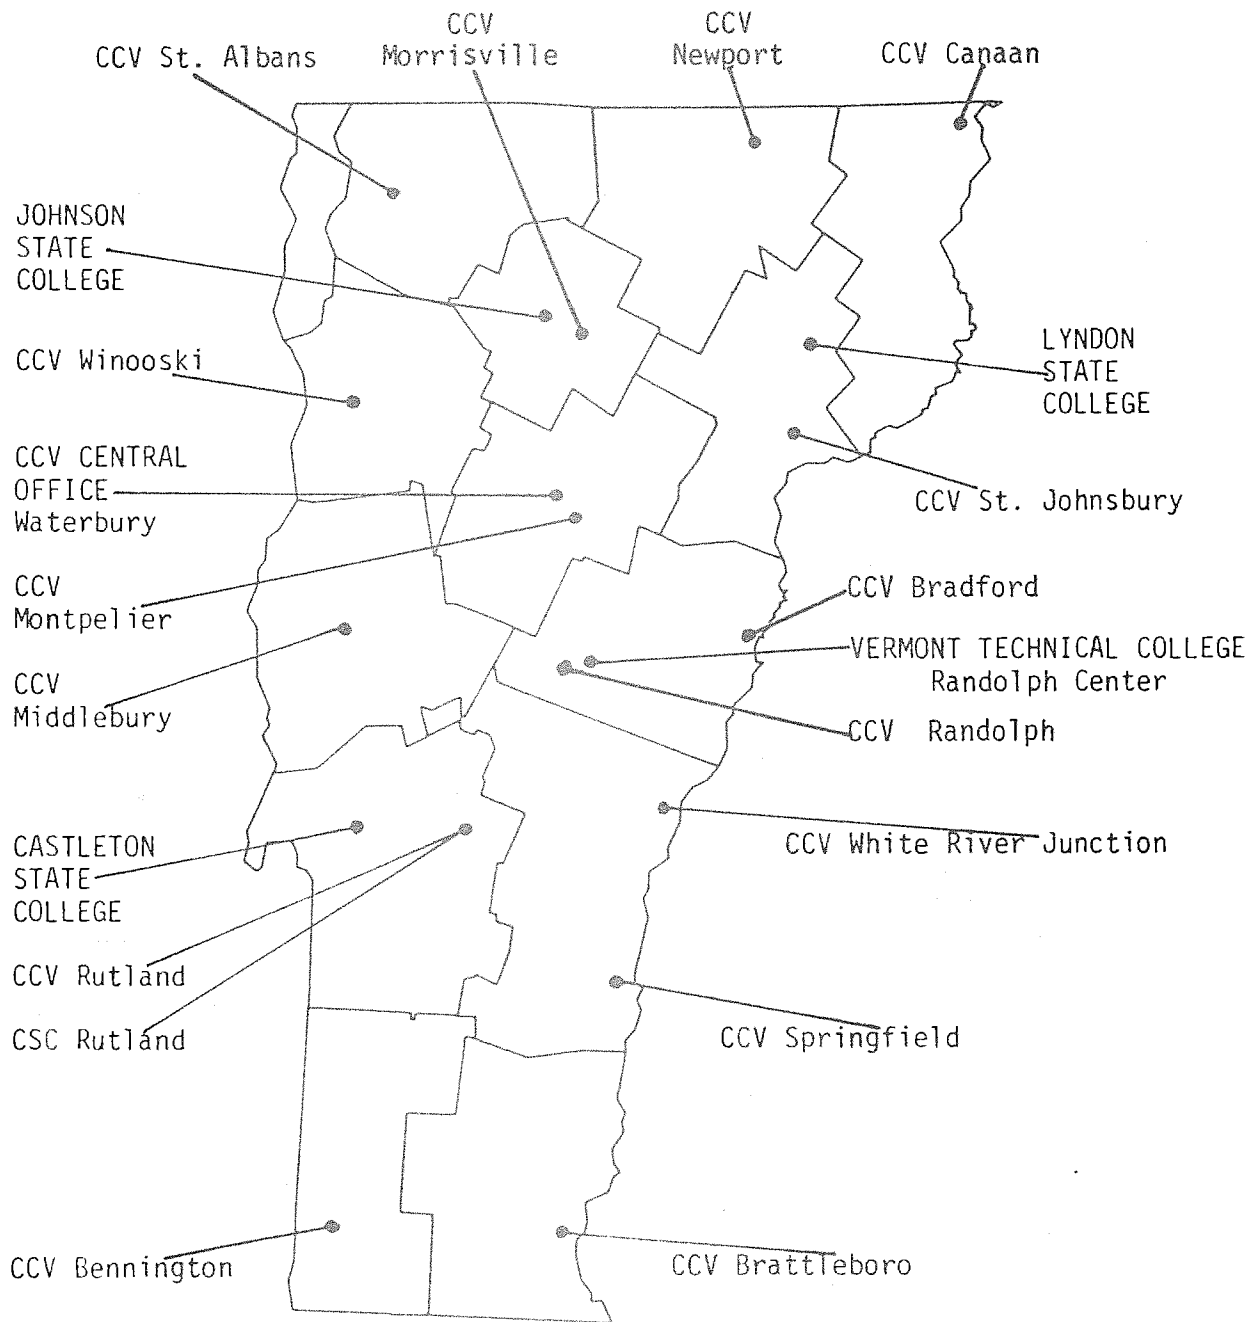 CCV St. Albans
CCV
Morrisville
CCV
Newport
CCV Canaan
JOHNSON
STATE
COLLEGE
CCV Winooski
LYNDON
STATE
COLLEGE
CCV CENTRAL
OFFICE
Waterbury
CCV St. Johnsbury
CCV
Montpelier
CCV Bradford
VERMONT TECHNICAL COLLEGE
Randolph Center
CCV
Middlebury
CCV Randolph
CASTLETON
STATE
COLLEGE
CCV White River Junction
CCV Rutland
CSC Rutland
CCV Springfield
CCV Bennington
CCV Brattleboro